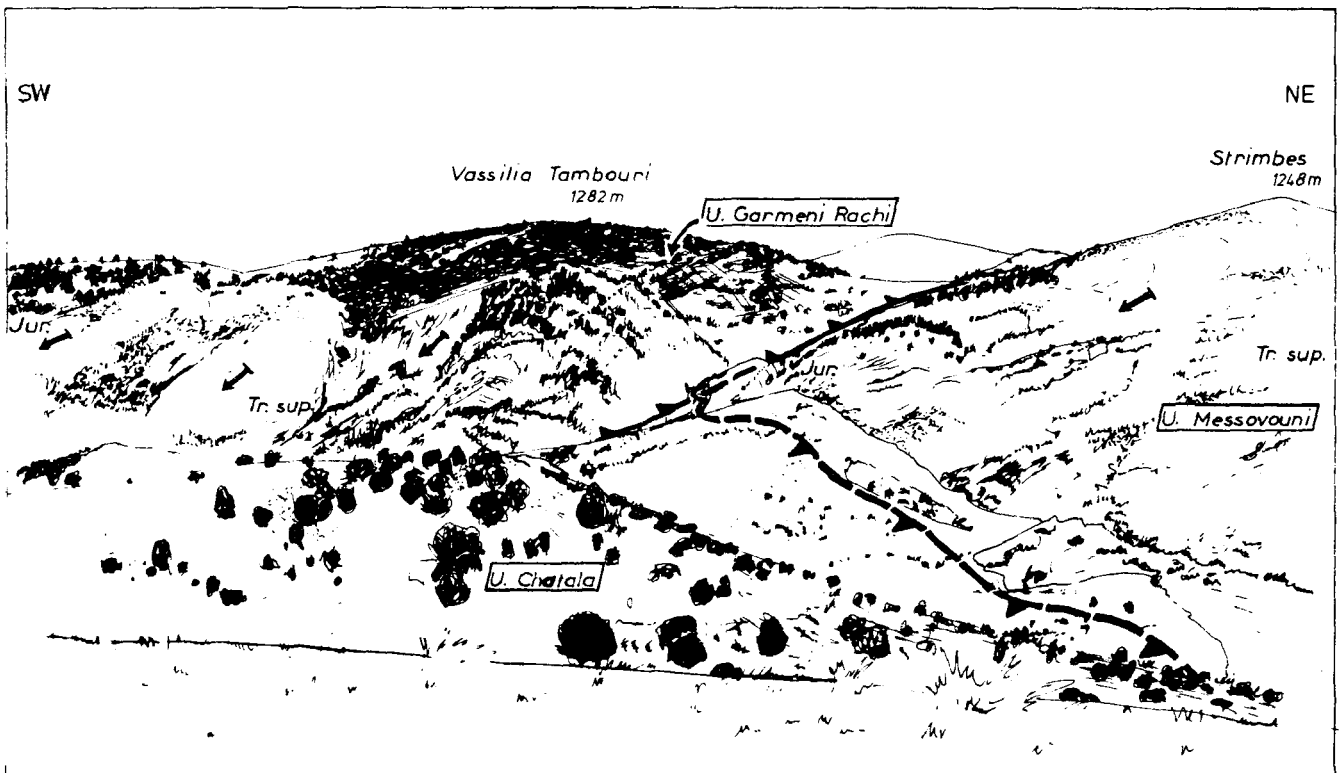 SW
NE
Vassilia Tambouri
1282 m
Strimbes
1248 m
U. Garmeni Rachi
Jur.
Tr. sup.
Jur.
Tr. sup.
U. Messovouni
U. Chatala